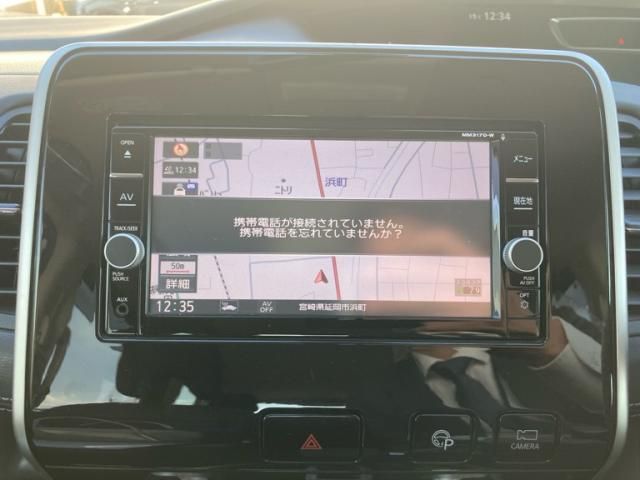 12:34
MM317D-W
OPEN
AV
TRACK/SEEK
PUSH SOURCE
AUX
12:34
ニトリ
浜町
携帯電話が接続されていません。
携帯電話を忘れていませんか？
50m
詳細
12:35
AV OFF
宮崎県延岡市浜町
メニュー
現在地
音量
PUSH AV OFF
OPT
P
CAMERA